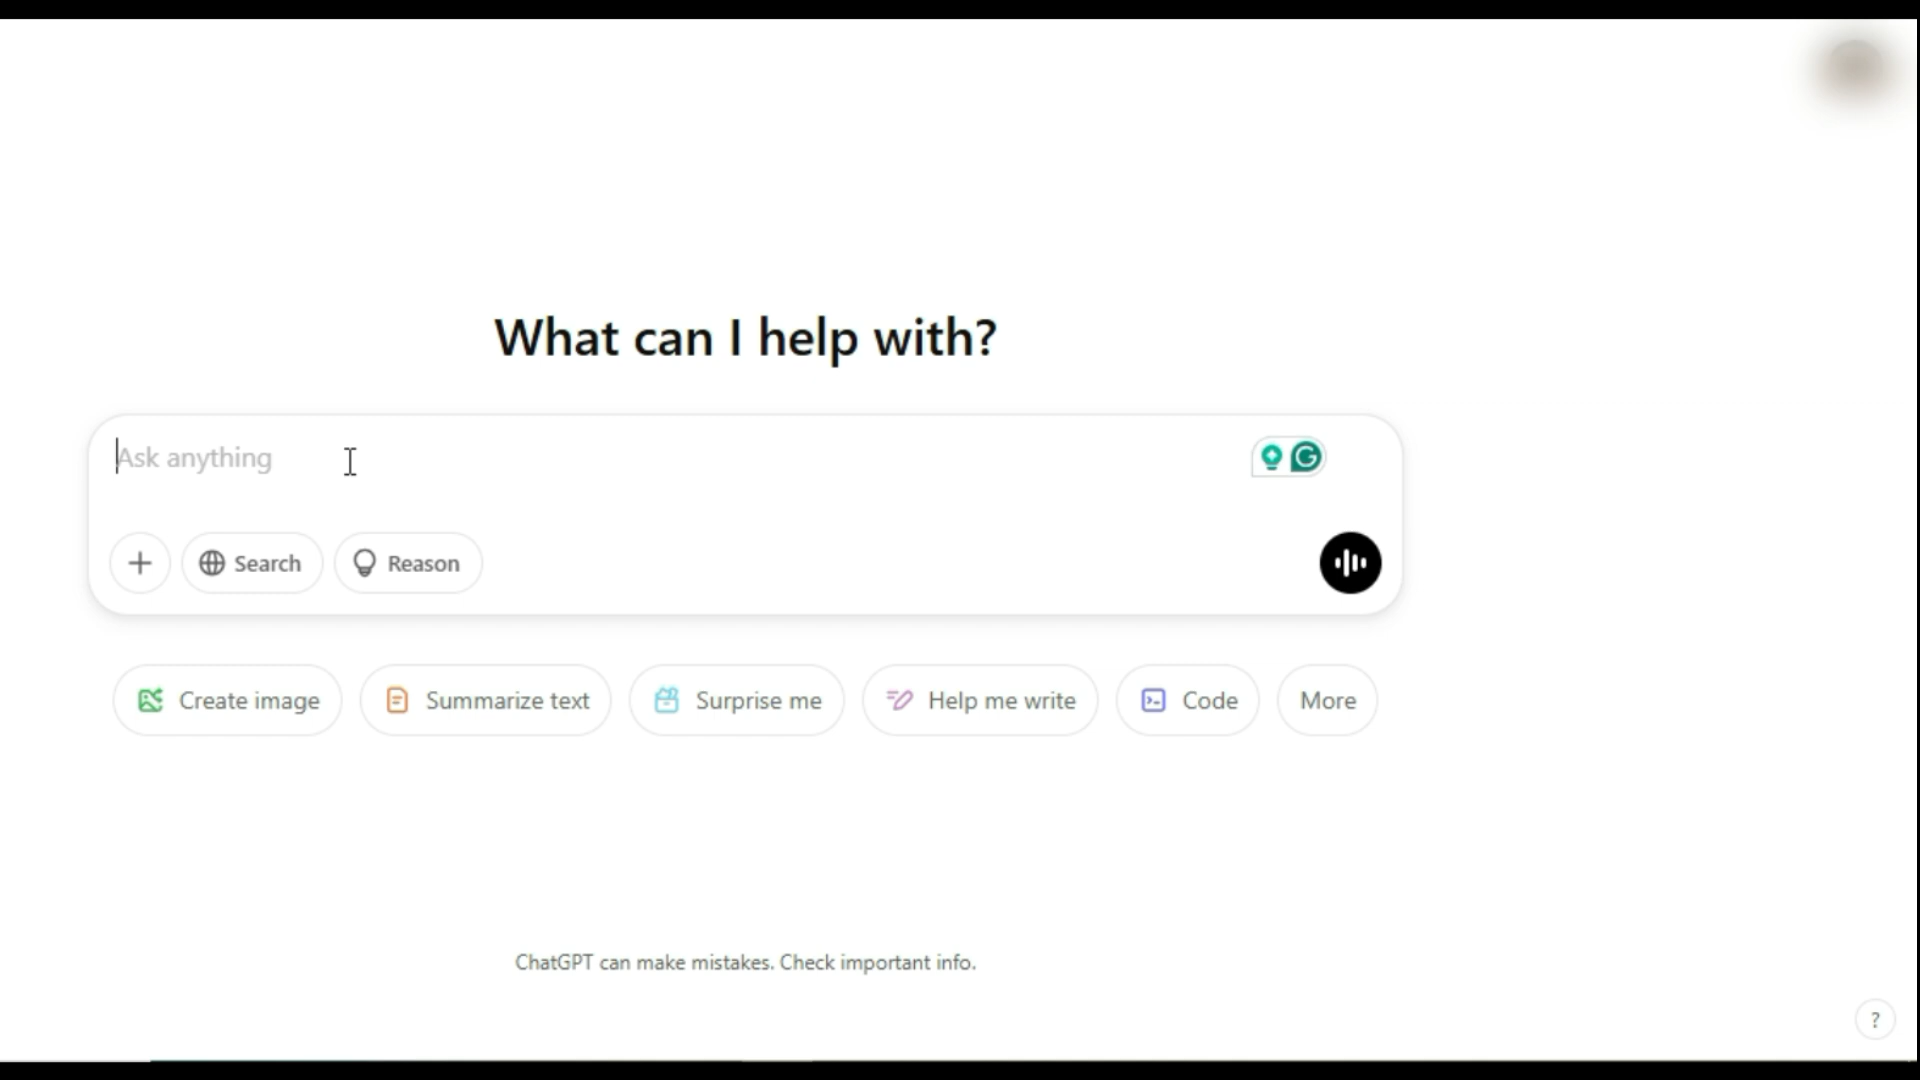 What can I help with?
Ask anything
Search Reason
Create image Summarize text Surprise me Help me write Code More
ChatGPT can make mistakes. Check important info.
?